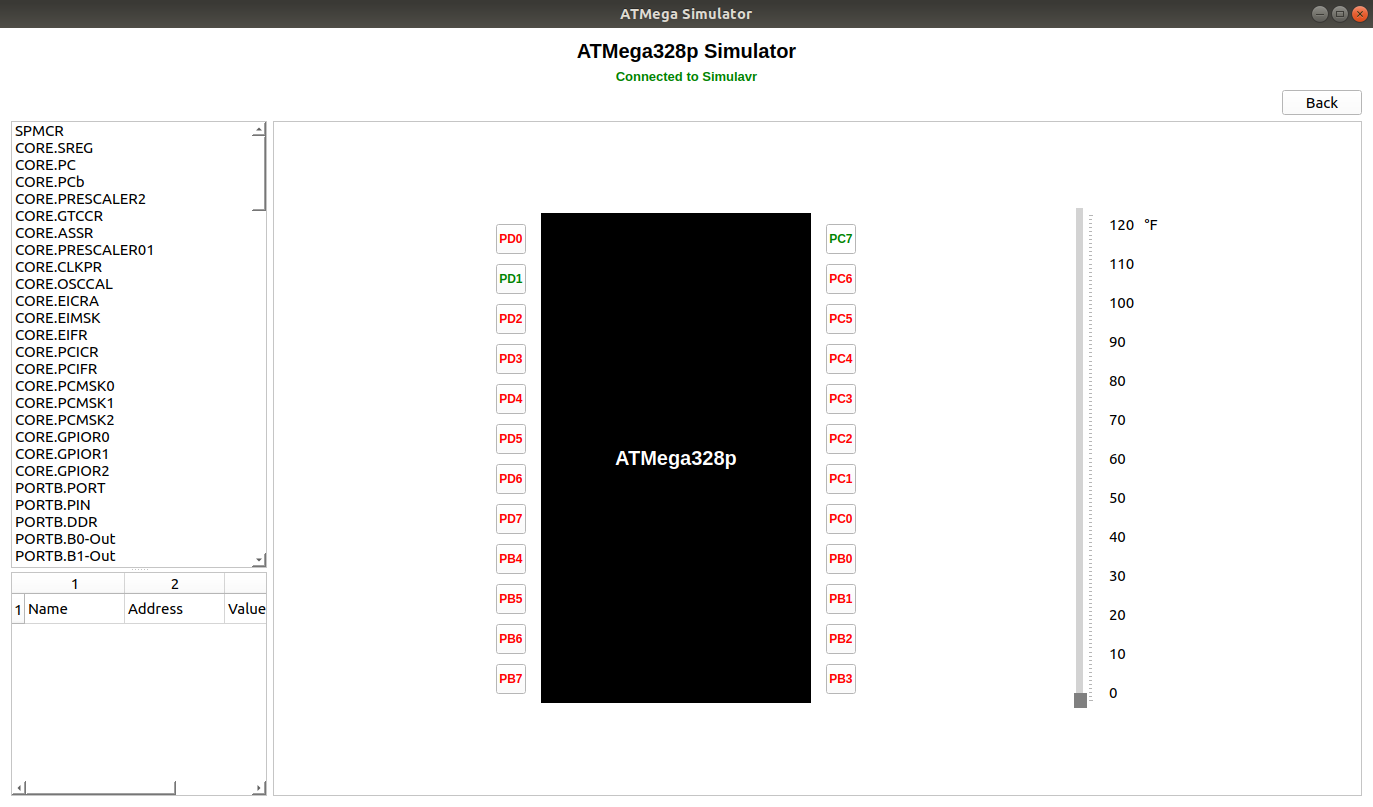 ATMega Simulator
ATMega328p Simulator
Connected to Simulavr
Back
SPMCR
CORE.SREG
CORE.PC
CORE.PCb
CORE.PRESCALER2
CORE.GTCCR
CORE.ASSR
CORE.PRESCALER01
CORE.CLKPR
CORE.OSCCAL
CORE.EICRA
CORE.EIMSK
CORE.EIFR
CORE.PCICR
CORE.PCIFR
CORE.PCMSK0
CORE.PCMSK1
CORE.PCMSK2
CORE.GPIOR0
CORE.GPIOR1
CORE.GPIOR2
PORTB.PORT
PORTB.PIN
PORTB.DDR
PORTB.B0-Out
PORTB.B1-Out
1 2
1 Name Address Value
PD0
PD1
PD2
PD3
PD4
PD5
PD6
PD7
PB4
PB5
PB6
PB7
ATMega328p
PC7
PC6
PC5
PC4
PC3
PC2
PC1
PC0
PB0
PB1
PB2
PB3
120 °F
110
100
90
80
70
60
50
40
30
20
10
0